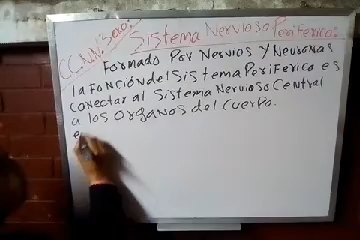 Sistema Nervioso Periferico:
Formado Por Nervios Y Neuronas
la Función del Sistema Periferico es
conectar al Sistema Nervioso Central
a los Organos del Cuerpo.
e